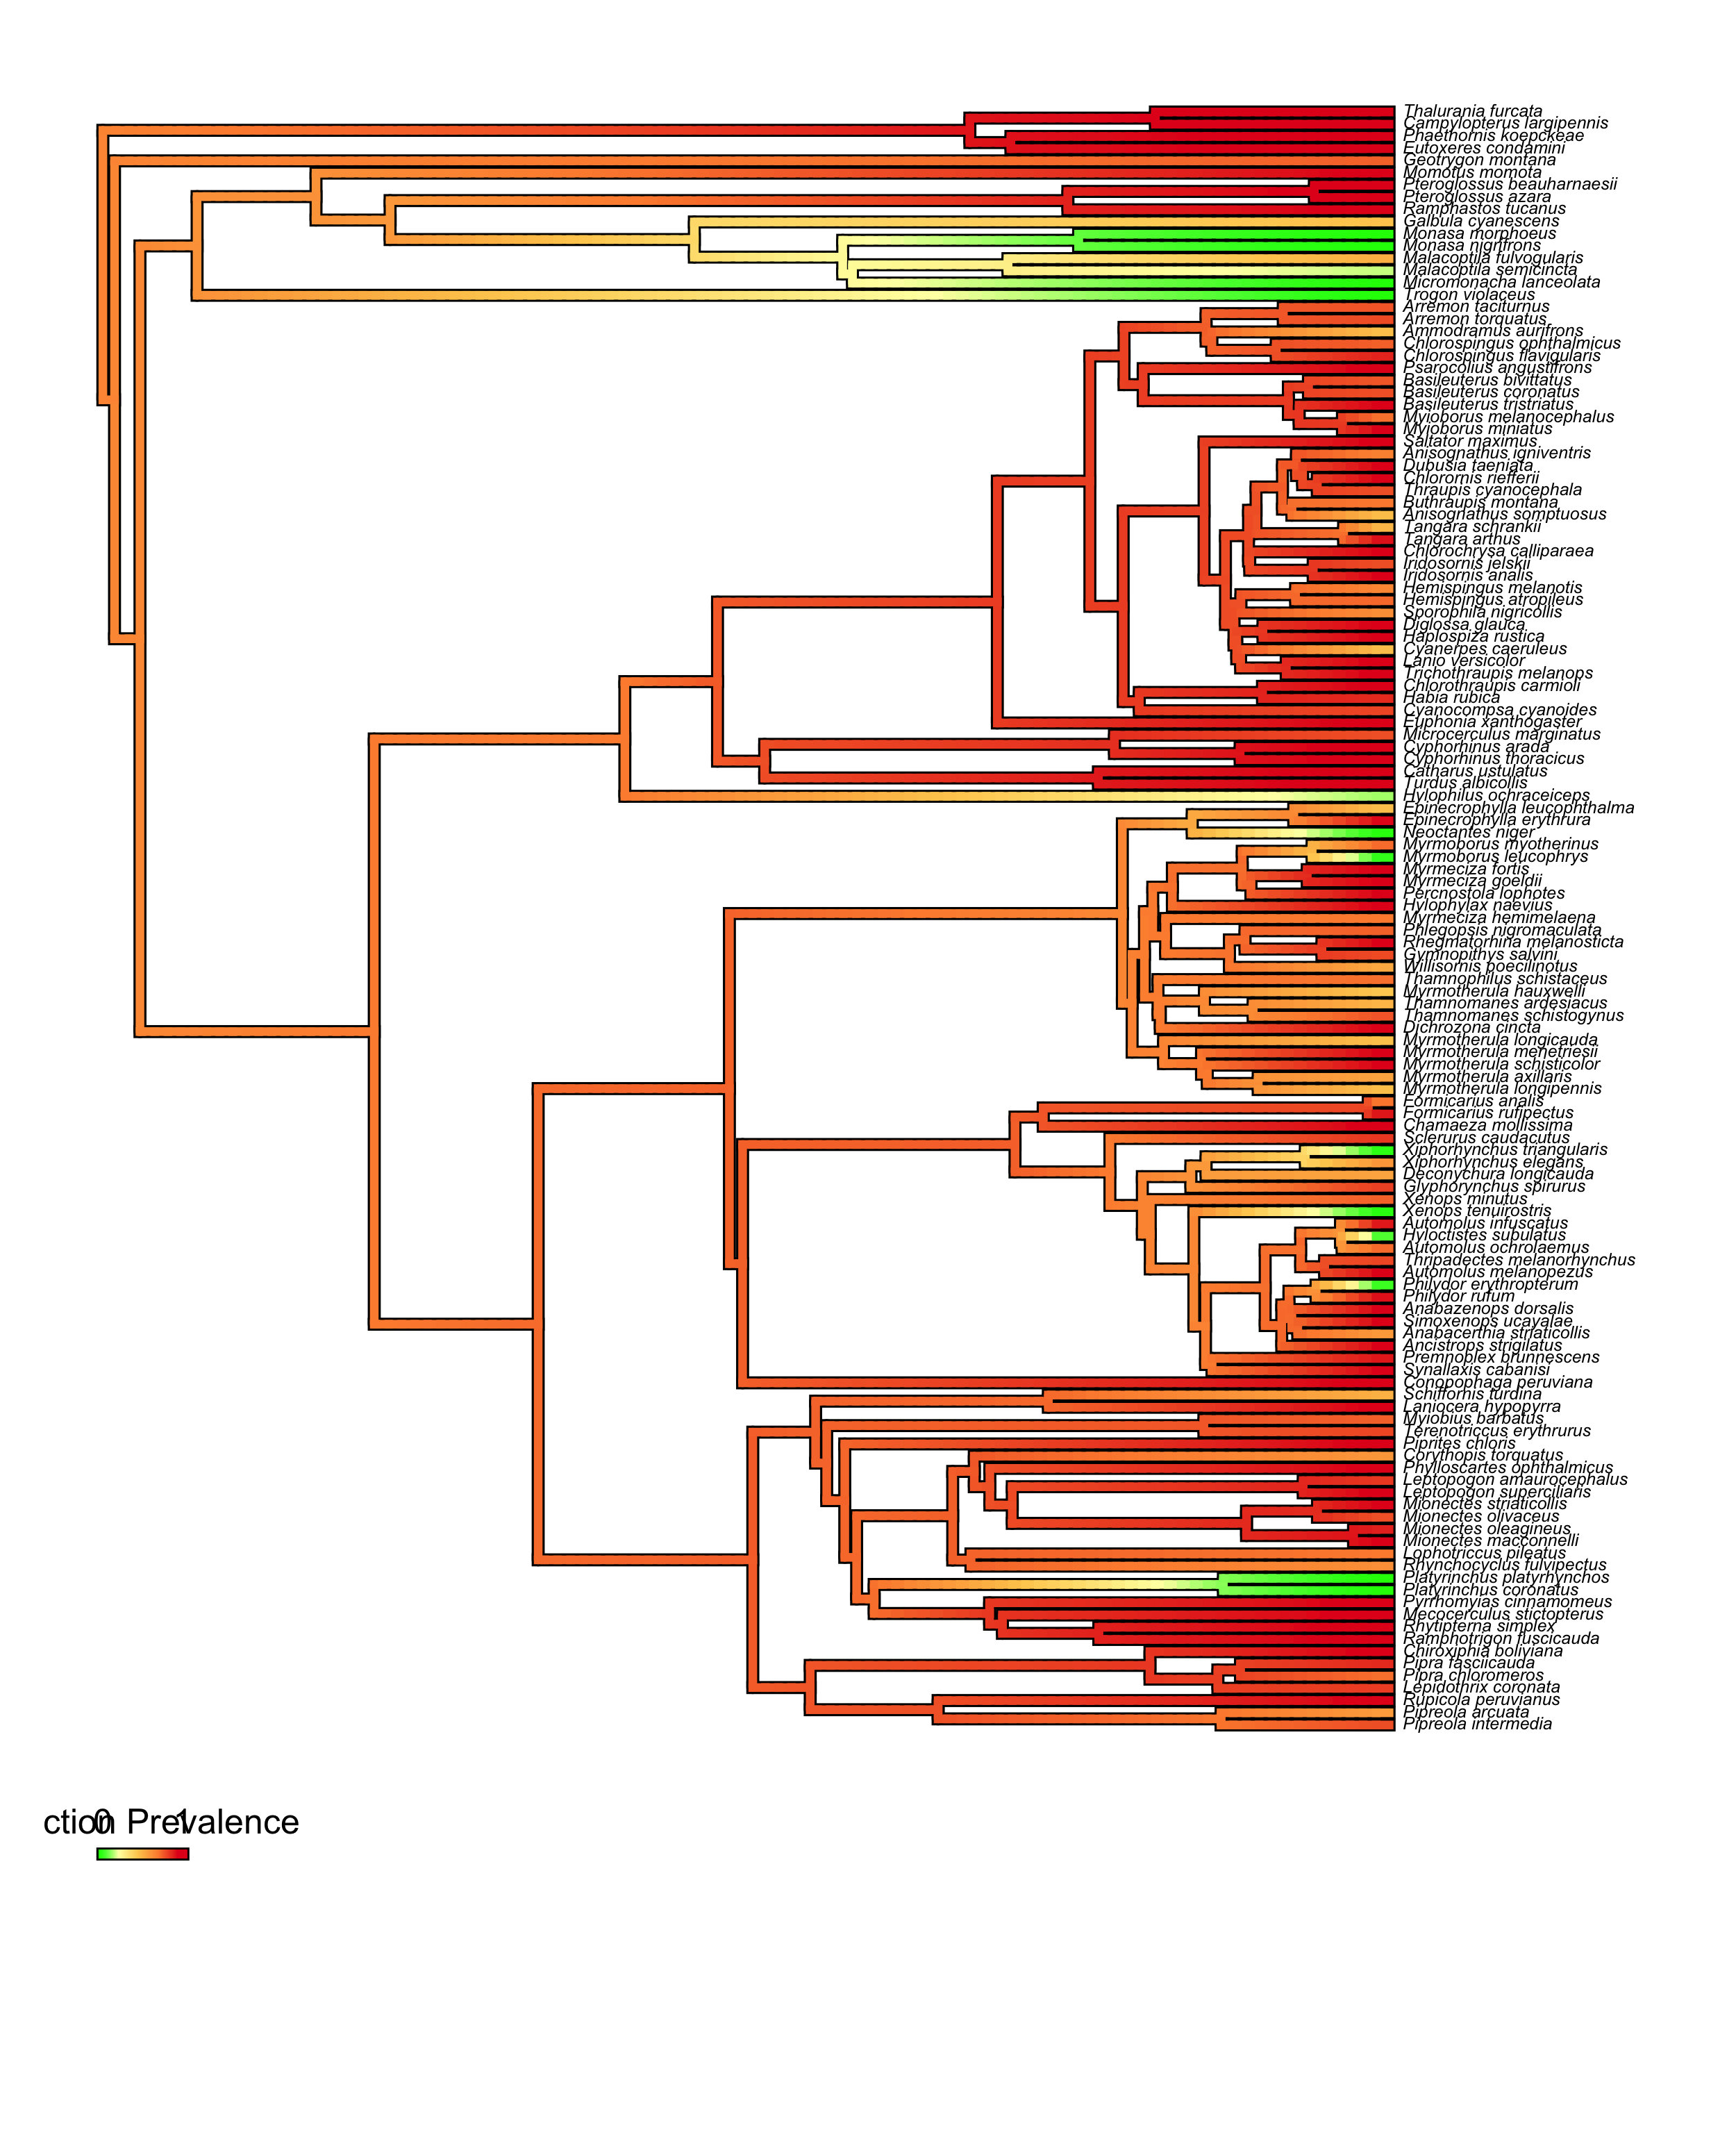 Thalurania furcata
Campylopterus largipennis
Phaethornis koepckeae
Eutoxeres condamini
Geotrygon montana
Momotus momota
Pteroglossus beauharnaesii
Pteroglossus azara
Ramphastos tucanus
Galbula cyanescens
Monasa morphoeus
Monasa nigrifrons
Malacoptila fulvogularis
Malacoptila semicincta
Micromonacha lanceolata
Trogon violaceus
Arremon taciturnus
Arremon torquatus
Ammodramus aurifrons
Chlorospingus ophthalmicus
Chlorospingus flavigularis
Psarocolius angustifrons
Basileuterus bivittatus
Basileuterus coronatus
Basileuterus tristriatus
Myioborus melanocephalus
Myioborus miniatus
Saltator maximus
Anisognathus igniventris
Dubusia taeniata
Chlorornis riefferii
Thraupis cyanocephala
Buthraupis montana
Anisognathus somptuosus
Tangara schrankii
Tangara arthus
Chlorochrysa calliparaea
Iridosornis jelskii
Iridosornis analis
Hemispingus melanotis
Hemispingus atropileus
Sporophila nigricollis
Diglossa glauca
Haplospiza rustica
Cyanerpes caeruleus
Lanio versicolor
Trichothraupis melanops
Chlorothraupis carmioli
Habia rubica
Cyanocompsa cyanoides
Euphonia xanthogaster
Microcerculus marginatus
Cyphorhinus arada
Cyphorhinus thoracicus
Catharus ustulatus
Turdus albicollis
Hylophilus ochraceiceps
Epinecrophylla leucophthalma
Epinecrophylla erythrura
Neoctantes niger
Myrmoborus myotherinus
Myrmoborus leucophrys
Myrmeciza fortis
Myrmeciza goeldii
Percnostola lophotes
Hylophylax naevius
Myrmeciza hemimelaena
Phlegopsis nigromaculata
Rhegmatorhina melanosticta
Gymnopithys salvini
Willisornis poecilinotus
Thamnophilus schistaceus
Myrmotherula hauxwelli
Thamnomanes ardesiacus
Thamnomanes schistogynus
Dichrozona cincta
Myrmotherula longicauda
Myrmotherula menetriesii
Myrmotherula schisticolor
Myrmotherula axillaris
Myrmotherula longipennis
Formicarius analis
Formicarius rufipectus
Chamaeza mollissima
Sclerurus caudacutus
Xiphorhynchus triangularis
Xiphorhynchus elegans
Deconychura longicauda
Glyphorynchus spirurus
Xenops minutus
Xenops tenuirostris
Automolus infuscatus
Hyloctistes subulatus
Automolus ochrolaemus
Thripadectes melanorhynchus
Automolus melanopezus
Philydor erythropterum
Philydor rufum
Anabazenops dorsalis
Simoxenops ucayalae
Anabacerthia striaticollis
Ancistrops strigilatus
Premnoplex brunnescens
Synallaxis cabanisi
Conopophaga peruviana
Schiffornis turdina
Laniocera hypopyrra
Myiobius barbatus
Terenotriccus erythrurus
Piprites chloris
Corythopis torquatus
Phylloscartes ophthalmicus
Leptopogon amaurocephalus
Leptopogon superciliaris
Mionectes striaticollis
Mionectes olivaceus
Mionectes oleagineus
Mionectes macconnelli
Lophotriccus pileatus
Rhynchocyclus fulvipectus
Platyrinchus platyrhynchos
Platyrinchus coronatus
Pyrrhomyias cinnamomeus
Mecocerculus stictopterus
Rhytipterna simplex
Ramphotrigon fuscicauda
Chiroxiphia boliviana
Pipra fasciicauda
Pipra chloromeros
Lepidothrix coronata
Rupicola peruvianus
Pipreola arcuata
Pipreola intermedia
ction Prevalence
0 1